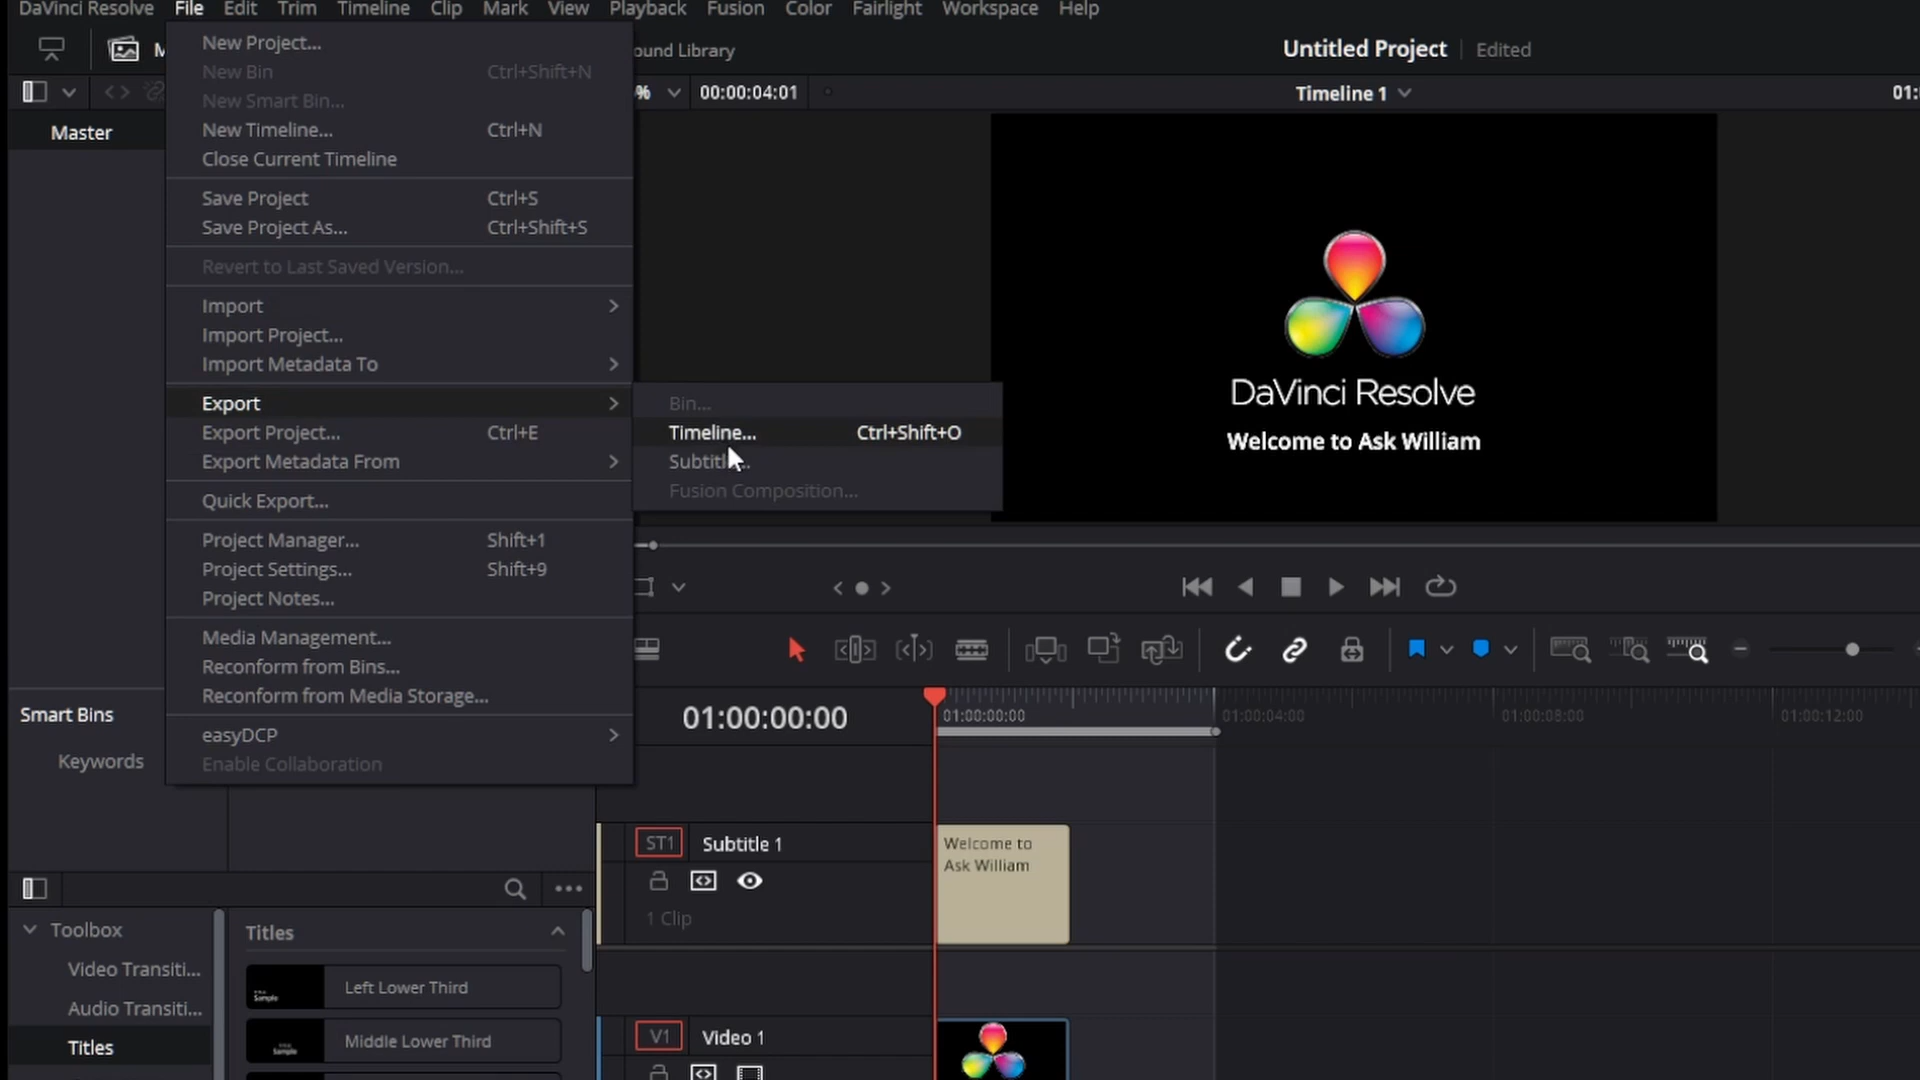 DaVinci Resolve File Edit Trim Timeline Clip Mark View Playback Fusion Color Fairlight Workspace Help
ound Library
Untitled Project Edited
% 00:00:04:01
Timeline 1
01:
Master
New Project...
New Bin Ctrl+Shift+N
New Smart Bin...
New Timeline... Ctrl+N
Close Current Timeline
Save Project Ctrl+S
Save Project As... Ctrl+Shift+S
Revert to Last Saved Version...
Import
Import Project...
Import Metadata To
Export
Export Project... Ctrl+E
Export Metadata From
Quick Export...
Project Manager... Shift+1
Project Settings... Shift+9
Project Notes...
Media Management...
Reconform from Bins...
Reconform from Media Storage...
easyDCP
Enable Collaboration
Bin...
Timeline... Ctrl+Shift+O
Subtitle...
Fusion Composition...
DaVinci Resolve
Welcome to Ask William
Smart Bins
Keywords
01:00:00:00
01:00:00:00 01:00:04:00 01:00:08:00 01:00:12:00
ST1 Subtitle 1
1 Clip
Welcome to
Ask William
Toolbox
Video Transiti...
Audio Transiti...
Titles
Titles
Sample
Left Lower Third
Sample
Middle Lower Third
V1 Video 1